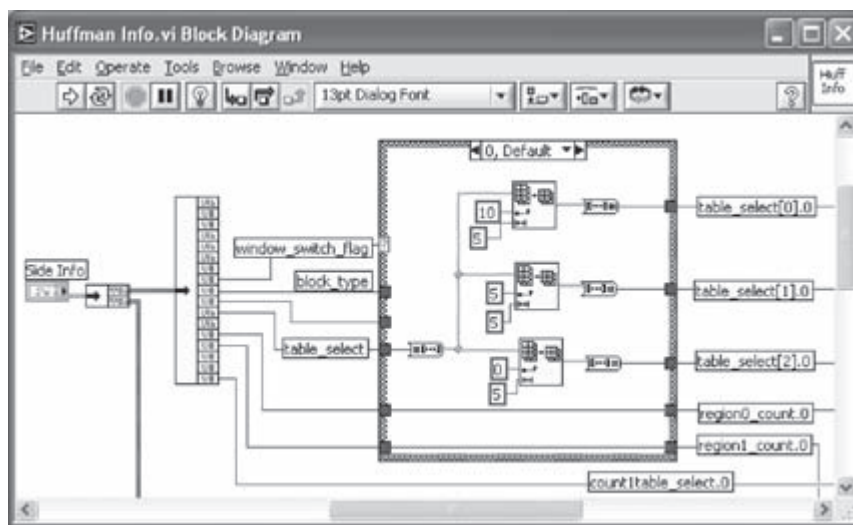 Huffman Info.vi Block Diagram
File Edit Operate Tools Browse Window Help
13pt Dialog Font
Huff
Info
0, Default
10
5
table_select[0].0
window_switch_flag
Side Info
block_type
5
5
table_select[1].0
table_select
0
5
table_select[2].0
region0_count.0
region1_count.0
count1table_select.0